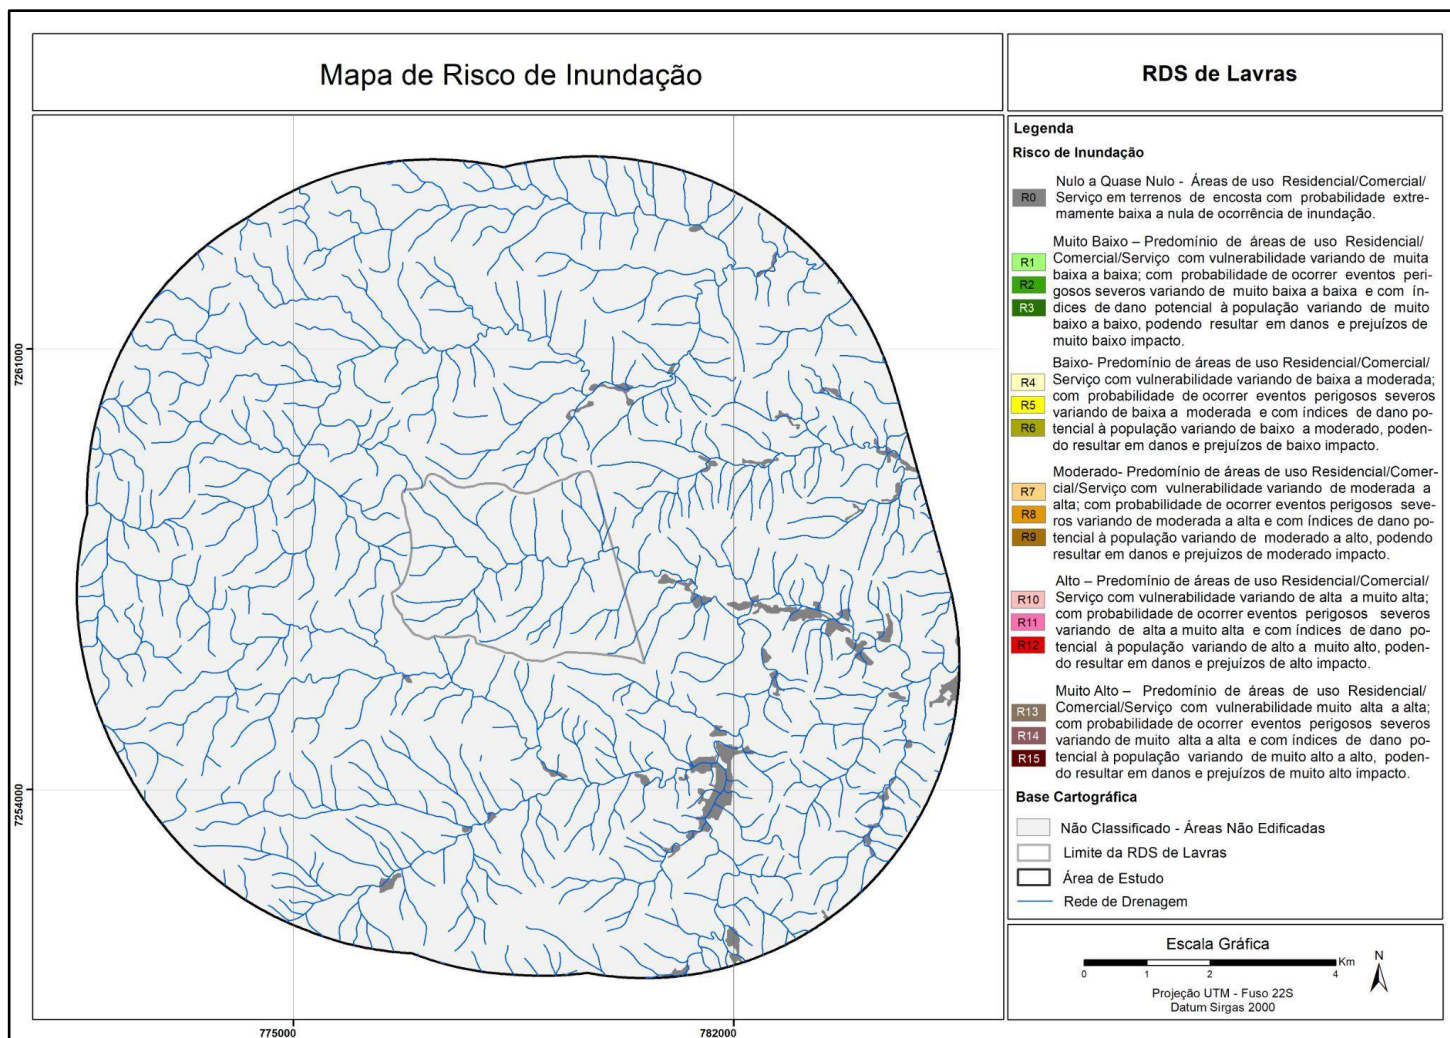 Mapa de Risco de Inundação
RDS de Lavras
Legenda
Risco de Inundação
R0
Nulo a Quase Nulo - Áreas de uso Residencial/Comercial/
Serviço em terrenos de encosta com probabilidade extre-
mamente baixa a nula de ocorrência de inundação.
R1
R2
R3
Muito Baixo – Predomínio de áreas de uso Residencial/
Comercial/Serviço com vulnerabilidade variando de muita
baixa a baixa; com probabilidade de ocorrer eventos peri-
gosos severos variando de muito baixa a baixa e com ín-
dices de dano potencial à população variando de muito
baixo a baixo, podendo resultar em danos e prejuízos de
muito baixo impacto.
R4
R5
R6
Baixo- Predomínio de áreas de uso Residencial/Comercial/
Serviço com vulnerabilidade variando de baixa a moderada;
com probabilidade de ocorrer eventos perigosos severos
variando de baixa a moderada e com índices de dano po-
tencial à população variando de baixo a moderado, poden-
do resultar em danos e prejuízos de baixo impacto.
R7
R8
R9
Moderado- Predomínio de áreas de uso Residencial/Comer-
cial/Serviço com vulnerabilidade variando de moderada a
alta; com probabilidade de ocorrer eventos perigosos seve-
ros variando de moderada a alta e com índices de dano po-
tencial à população variando de moderado a alto, podendo
resultar em danos e prejuízos de moderado impacto.
R10
R11
R12
Alto – Predomínio de áreas de uso Residencial/Comercial/
Serviço com vulnerabilidade variando de alta a muito alta;
com probabilidade de ocorrer eventos perigosos severos
variando de alta a muito alta e com índices de dano po-
tencial à população variando de alto a muito alto, poden-
do resultar em danos e prejuízos de alto impacto.
R13
R14
R15
Muito Alto – Predomínio de áreas de uso Residencial/
Comercial/Serviço com vulnerabilidade muito alta a alta;
com probabilidade de ocorrer eventos perigosos severos
variando de muito alta a alta e com índices de dano po-
tencial à população variando de muito alto a alto, poden-
do resultar em danos e prejuízos de muito alto impacto.
Base Cartográfica
Não Classificado - Áreas Não Edificadas
Limite da RDS de Lavras
Área de Estudo
Rede de Drenagem
Escala Gráfica
Km
0 1 2 4
N
Projeção UTM - Fuso 22S
Datum Sirgas 2000
7261000
7254000
775000
782000